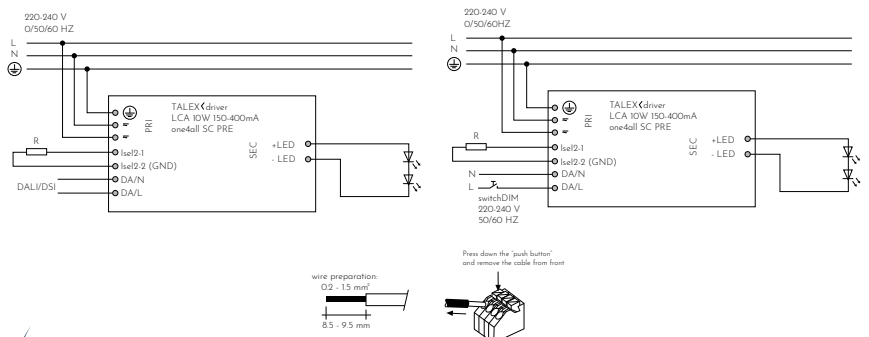 220-240 V
0/50/60 HZ
L
N
TALEX driver
LCA 10W 150-400mA
one4all SC PRE
PRI
SEC
+LED
- LED
R
Isel2-1
Isel2-2 (GND)
DA/N
DA/L
DALI/DSI
220-240 V
0/50/60HZ
L
N
TALEX driver
LCA 10W 150-400mA
one4all SC PRE
PRI
SEC
+LED
- LED
R
Isel2-1
Isel2-2 (GND)
N
DA/N
L
DA/L
switchDIM
220-240 V
50/60 HZ
wire preparation:
0.2 - 1.5 mm²
8.5 - 9.5 mm
Press down the "push button"
and remove the cable from front